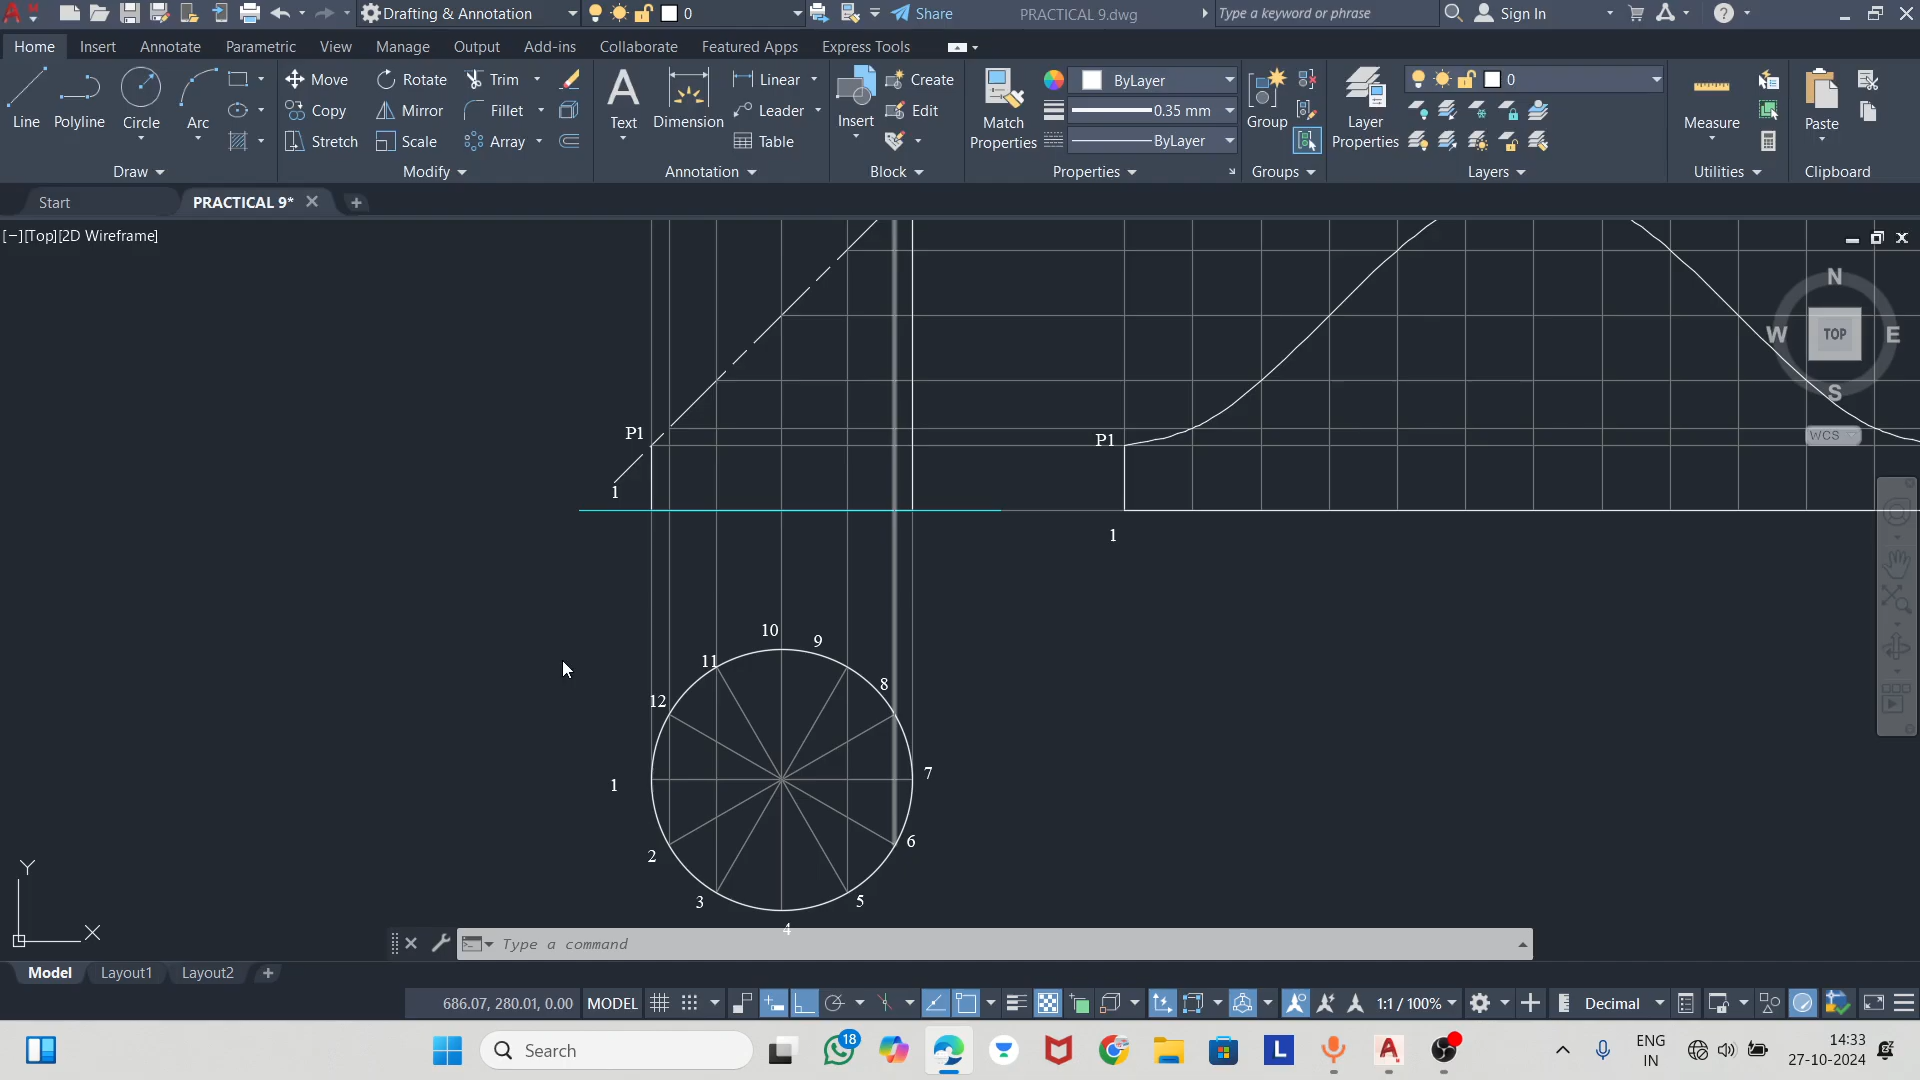 Drafting & Annotation
0
Share
PRACTICAL 9.dwg
Type a keyword or phrase
Sign In
Home
Insert
Annotate
Parametric
View
Manage
Output
Add-ins
Collaborate
Featured Apps
Express Tools
Line
Polyline
Circle
Arc
Move
Copy
Stretch
Rotate
Mirror
Scale
Trim
Fillet
Array
Text
Dimension
Linear
Leader
Table
Insert
Create
Edit
Match
Properties
ByLayer
0.35 mm
ByLayer
Group
Layer
Properties
0
Measure
Paste
Draw
Modify
Annotation
Block
Properties
Groups
Layers
Utilities
Clipboard
Start
PRACTICAL 9*
[−][Top][2D Wireframe]
N
W
TOP
E
S
WCS
P1
1
P1
1
10
9
11
8
12
7
1
6
2
5
3
4
Y
X
Type a command
Model
Layout1
Layout2
686.07, 280.01, 0.00
MODEL
1:1 / 100%
Decimal
Search
18
L
ENG
IN
14:33
27-10-2024